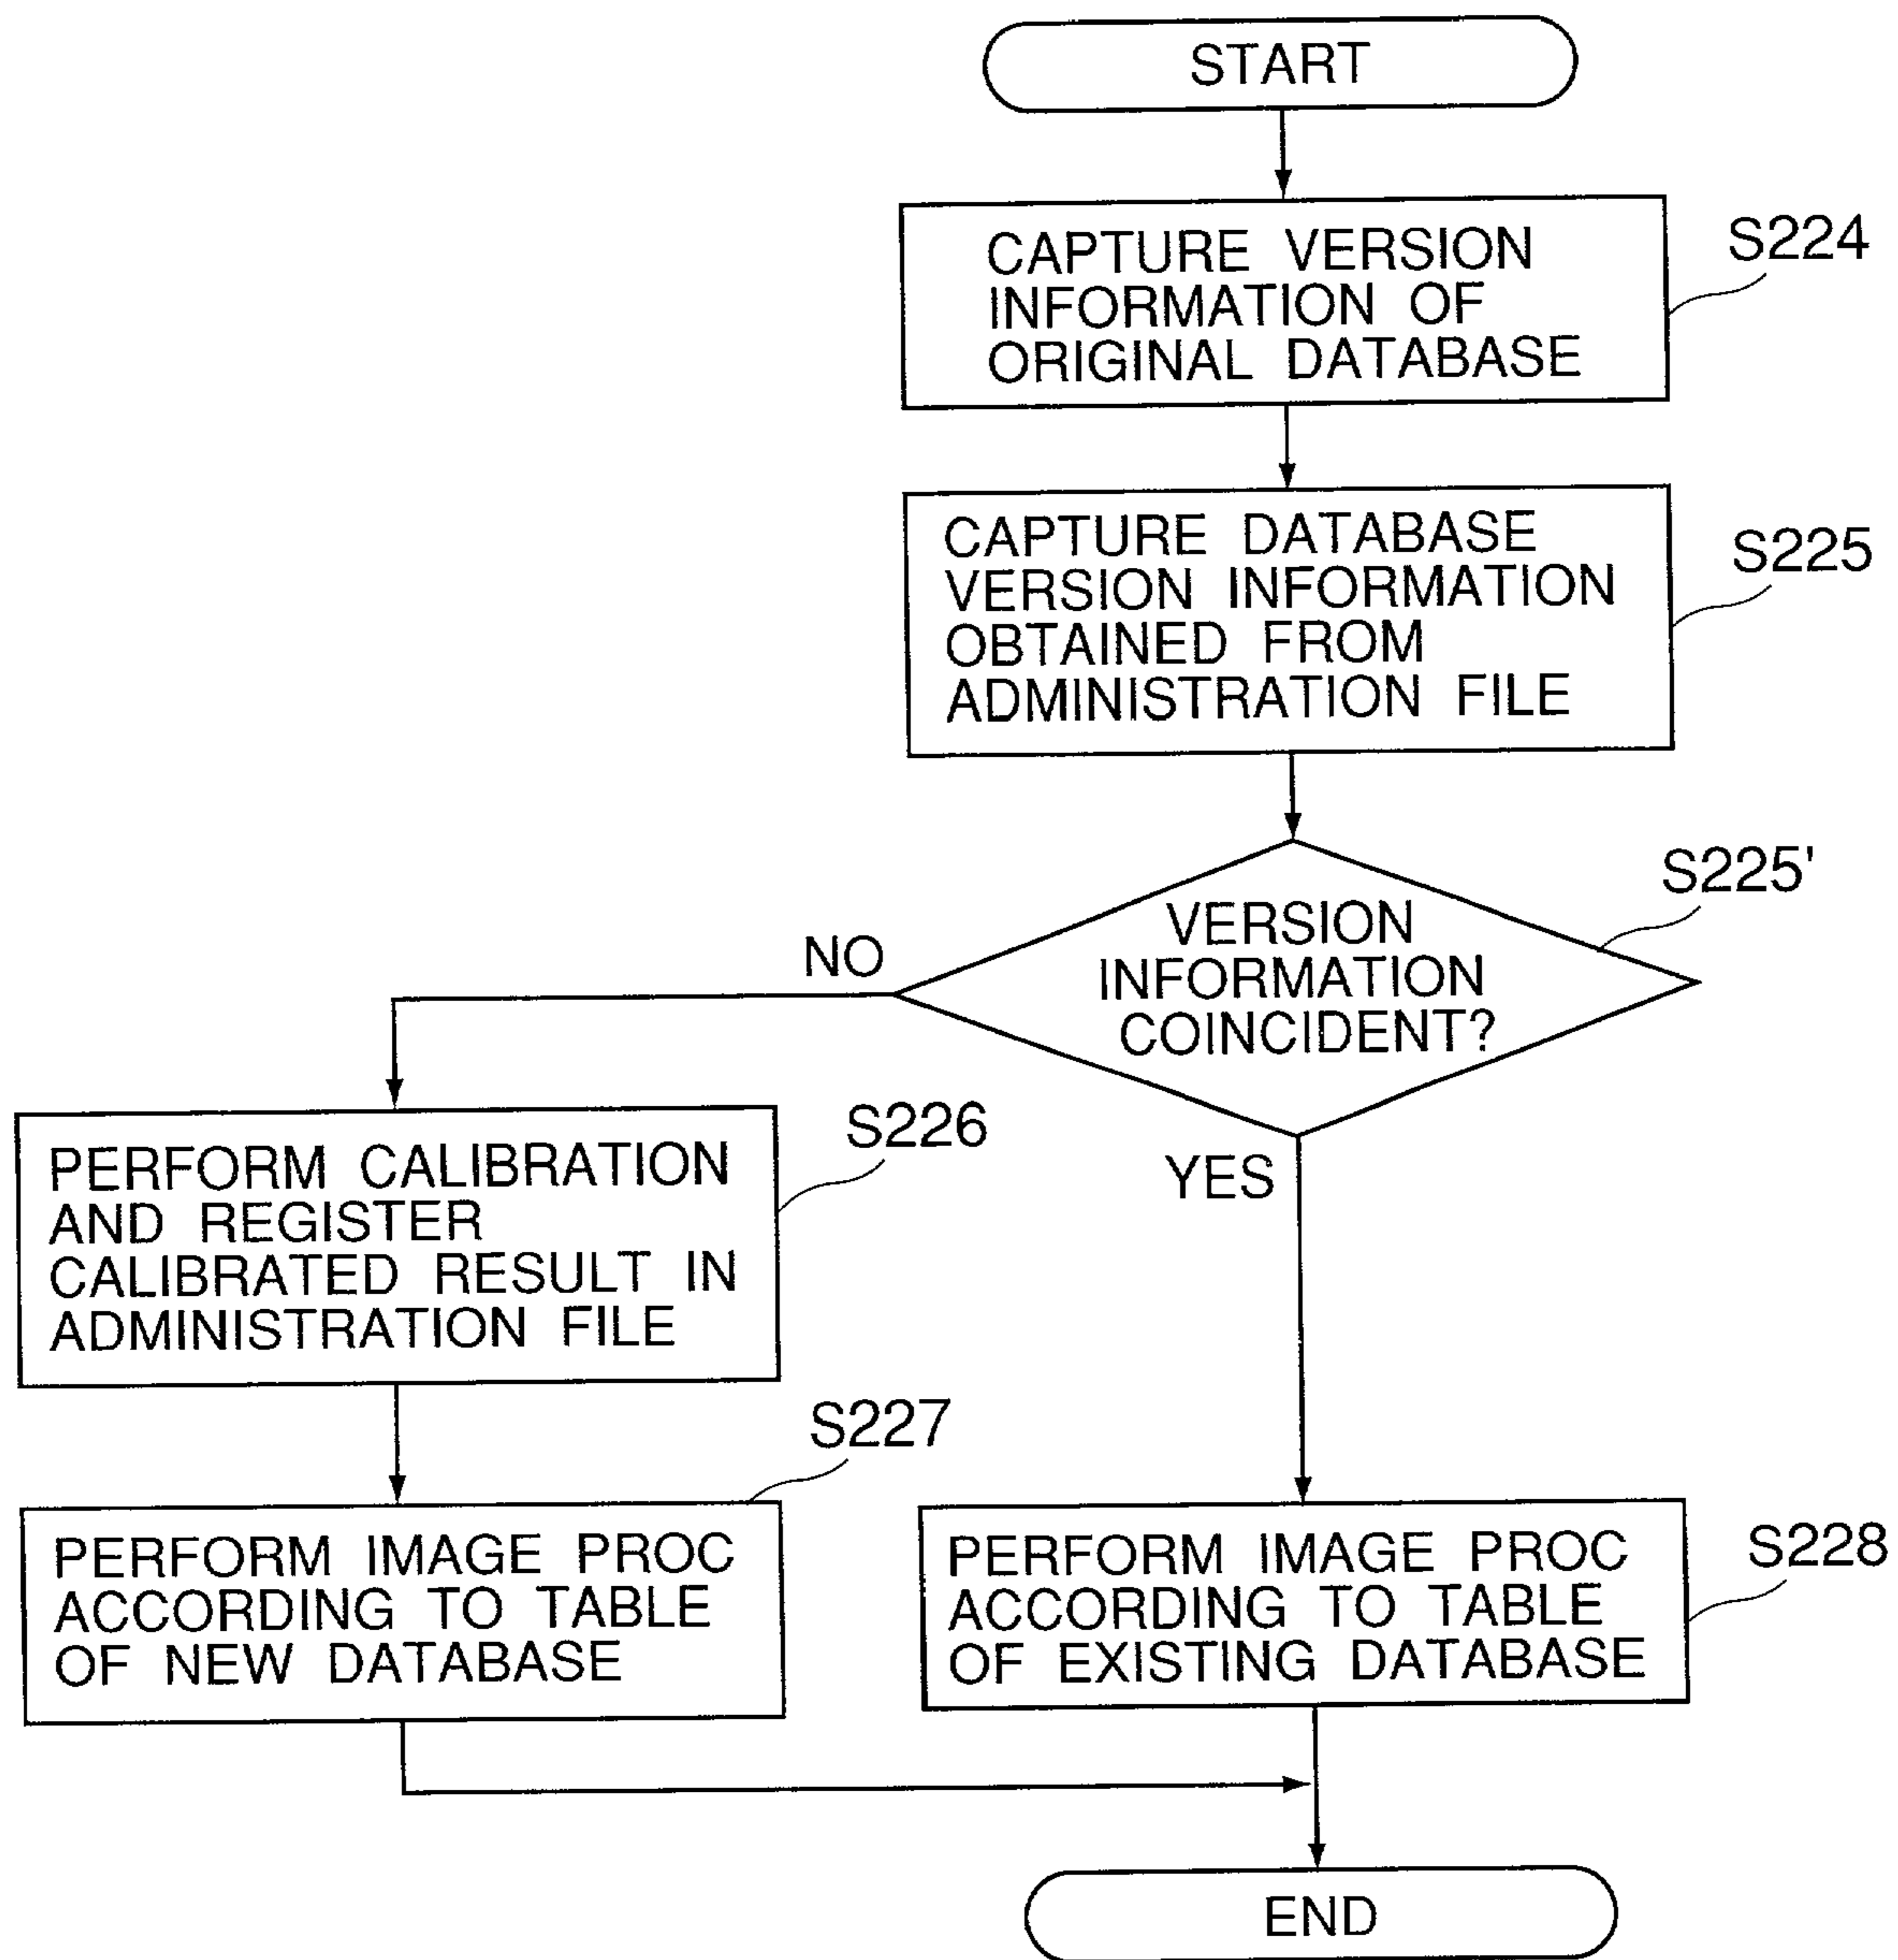 START
CAPTURE VERSION
INFORMATION OF
ORIGINAL DATABASE
S224
CAPTURE DATABASE
VERSION INFORMATION
OBTAINED FROM
ADMINISTRATION FILE
S225
VERSION
INFORMATION
COINCIDENT?
S225'
NO
YES
PERFORM CALIBRATION
AND REGISTER
CALIBRATED RESULT IN
ADMINISTRATION FILE
S226
PERFORM IMAGE PROC
ACCORDING TO TABLE
OF NEW DATABASE
S227
PERFORM IMAGE PROC
ACCORDING TO TABLE
OF EXISTING DATABASE
S228
END